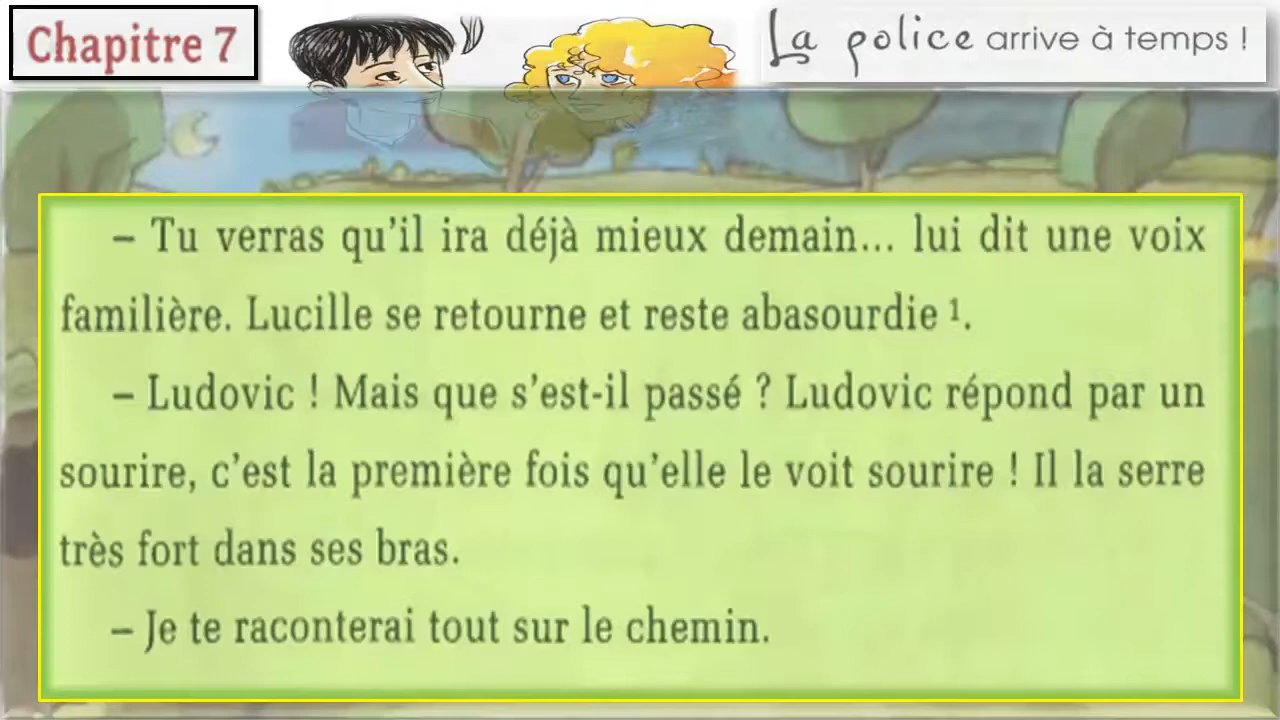 Chapitre 7
La police arrive à temps !
– Tu verras qu'il ira déjà mieux demain... lui dit une voix
familière. Lucille se retourne et reste abasourdie ¹.
– Ludovic ! Mais que s'est-il passé ? Ludovic répond par un
sourire, c'est la première fois qu'elle le voit sourire ! Il la serre
très fort dans ses bras.
– Je te raconterai tout sur le chemin.